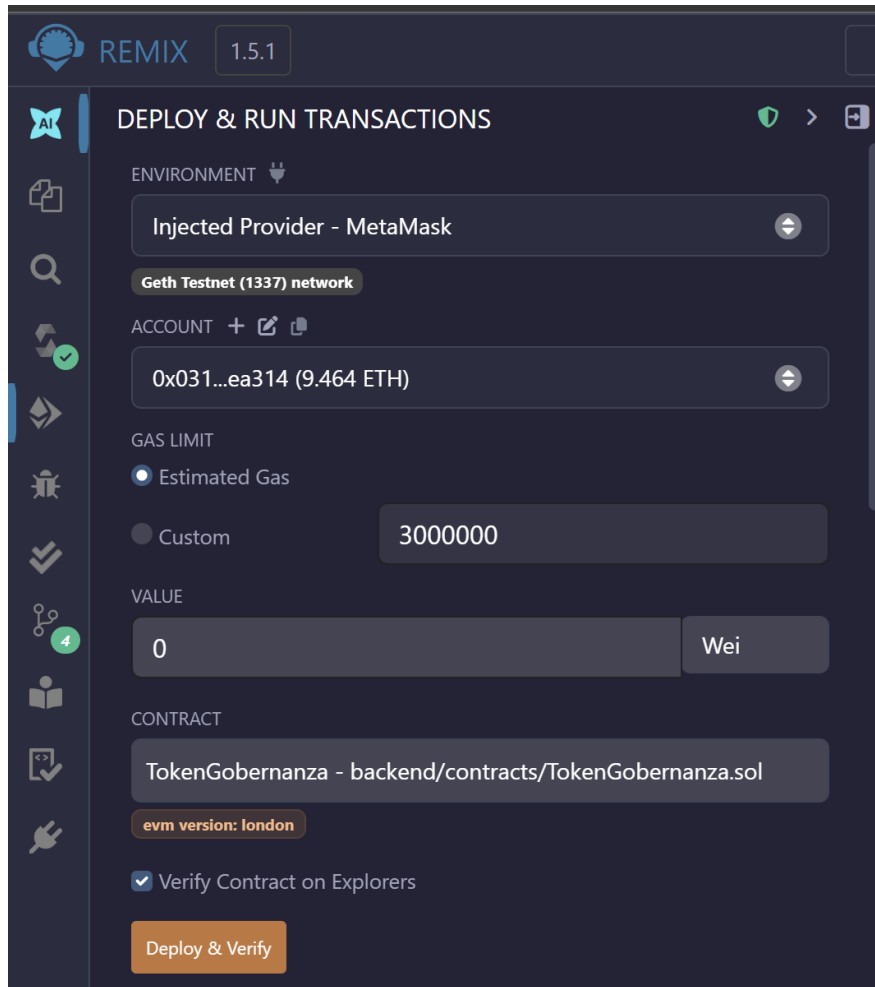 REMIX 1.5.1
AI
DEPLOY & RUN TRANSACTIONS
ENVIRONMENT
Injected Provider - MetaMask
Geth Testnet (1337) network
ACCOUNT
0x031...ea314 (9.464 ETH)
GAS LIMIT
Estimated Gas
Custom 3000000
VALUE
0 Wei
4
CONTRACT
TokenGobernanza - backend/contracts/TokenGobernanza.sol
evm version: london
Verify Contract on Explorers
Deploy & Verify